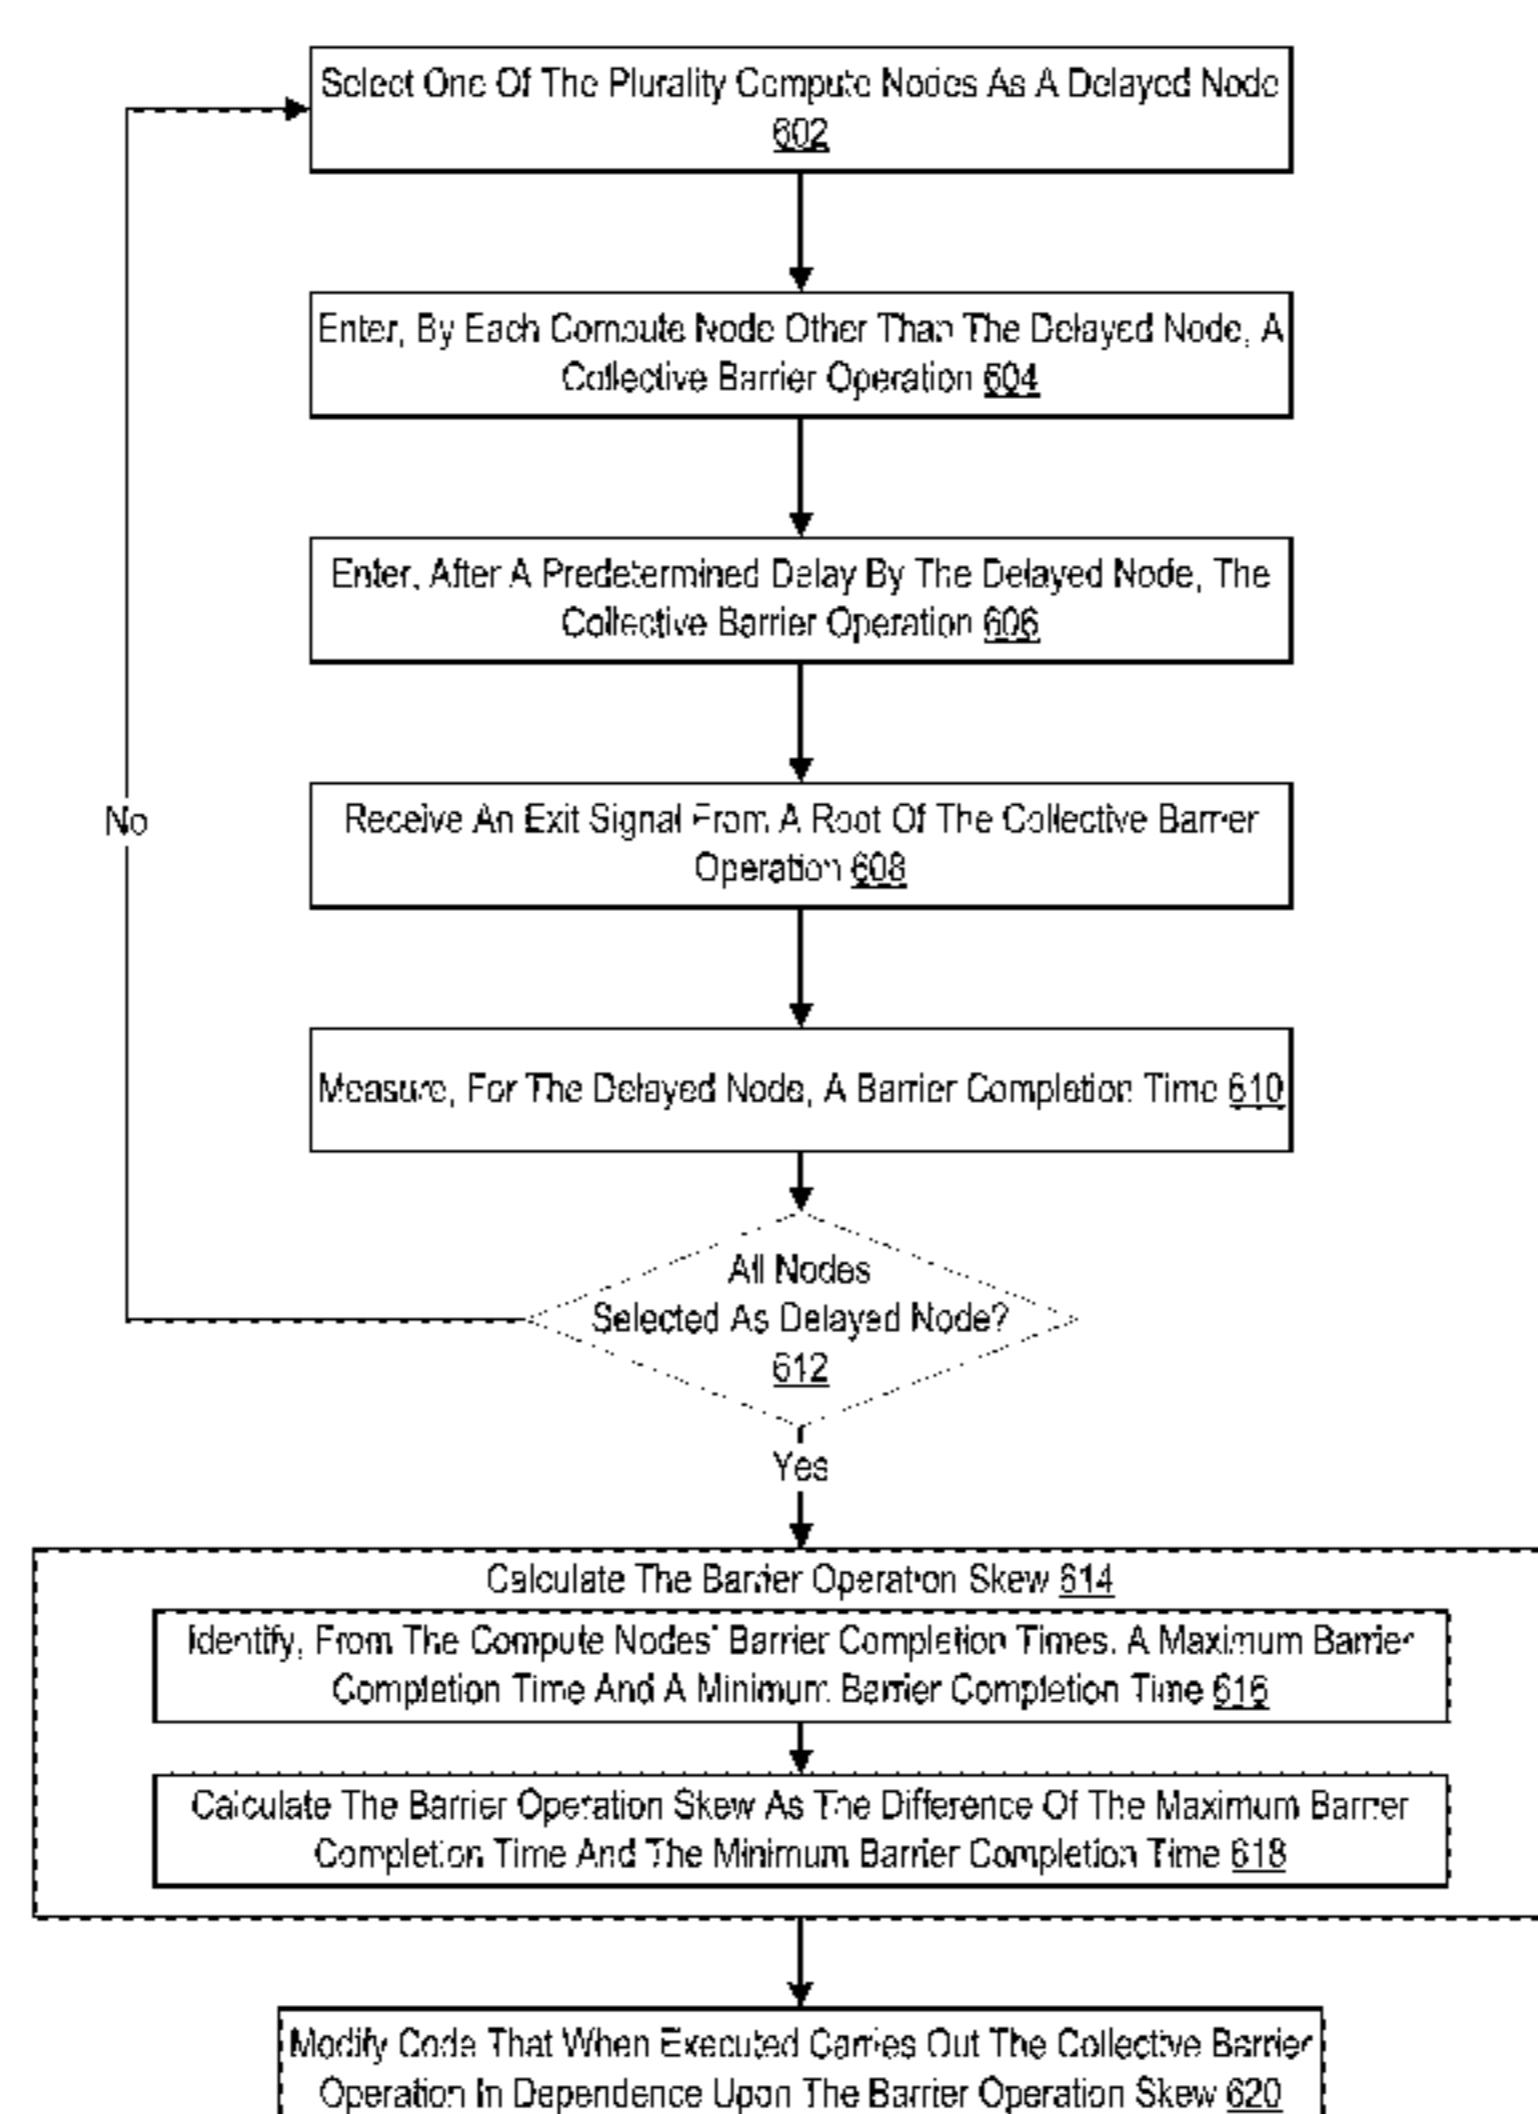 Select One Of The Plurality Compute Nodes As A Delayed Node
602
Enter, By Each Compute Node Other Than The Delayed Node, A
Collective Barrier Operation 604
Enter, After A Predetermined Delay By The Delayed Node, The
Collective Barrier Operation 606
Receive An Exit Signal From A Root Of The Collective Barrier
Operation 608
No
Measure, For The Delayed Node, A Barrier Completion Time 610
All Nodes
Selected As Delayed Node?
612
Yes
Calculate The Barrier Operation Skew 614
Identify, From The Compute Nodes' Barrier Completion Times, A Maximum Barrier
Completion Time And A Minimum Barrier Completion Time 616
Calculate The Barrier Operation Skew As The Difference Of The Maximum Barrier
Completion Time And The Minimum Barrier Completion Time 618
Modify Code That When Executed Carries Out The Collective Barrier
Operation In Dependence Upon The Barrier Operation Skew 620